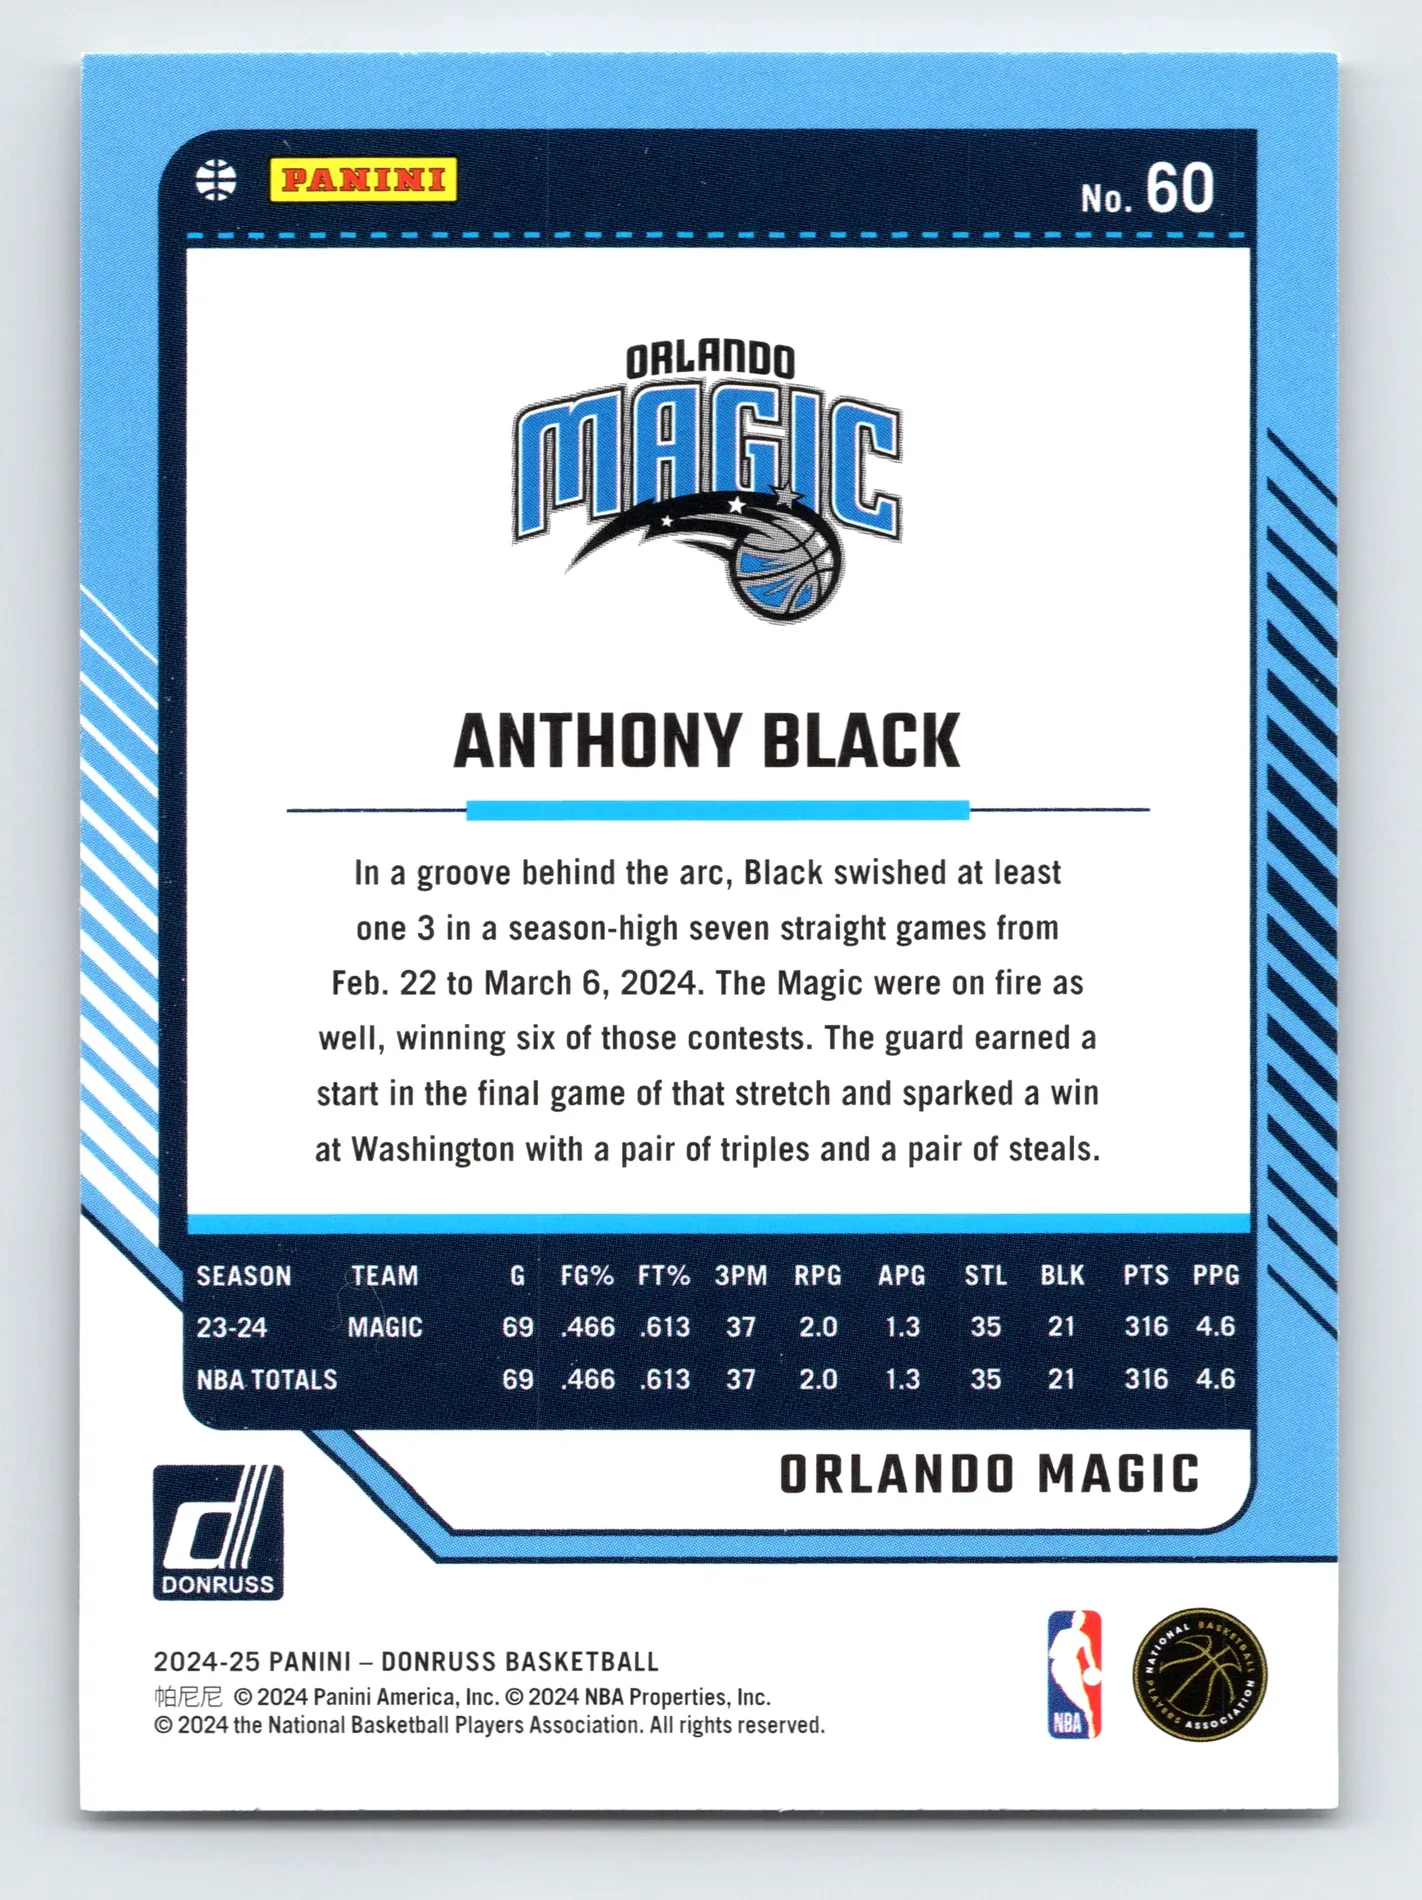 PANINI
No. 60
ORLANDO
MAGIC
ANTHONY BLACK
In a groove behind the arc, Black swished at least
one 3 in a season-high seven straight games from
Feb. 22 to March 6, 2024. The Magic were on fire as
well, winning six of those contests. The guard earned a
start in the final game of that stretch and sparked a win
at Washington with a pair of triples and a pair of steals.
SEASON TEAM G FG% FT% 3PM RPG APG STL BLK PTS PPG
23-24 MAGIC 69 .466 .613 37 2.0 1.3 35 21 316 4.6
NBA TOTALS 69 .466 .613 37 2.0 1.3 35 21 316 4.6
ORLANDO MAGIC
d
DONRUSS
2024-25 PANINI – DONRUSS BASKETBALL
帕尼尼 © 2024 Panini America, Inc. © 2024 NBA Properties, Inc.
© 2024 the National Basketball Players Association. All rights reserved.
NBA
NATIONAL BASKETBALL PLAYERS ASSOCIATION